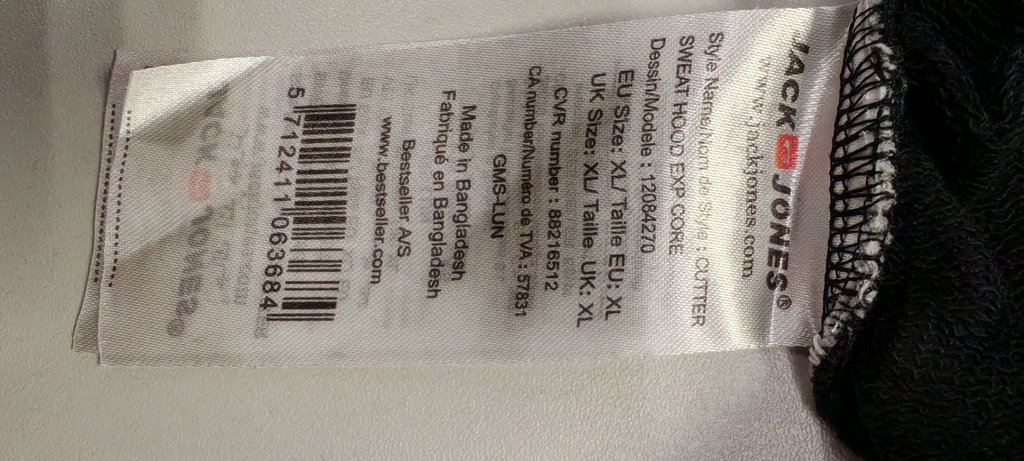 JACK & JONES®
www.jackjones.com
Style Name/Nom de Style : CUTTER
SWEAT HOOD EXP CORE
Dessin/Modele : 12084270
EU Size: XL/ Taille EU: XL
UK Size: XL/ Taille UK: XL
CVR number : 88216512
CA number/Numéro de TVA : 57831
GMS-LUN
Made in Bangladesh
Fabriqué en Bangladesh
Bestseller A/S
www.bestseller.com
5 712411 063684